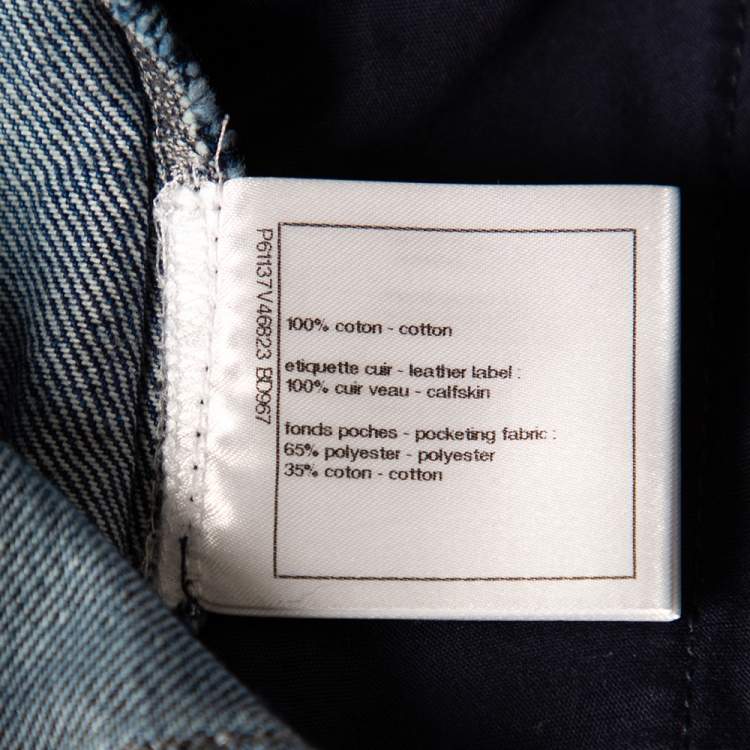 P61137V46823 BD967
100% coton - cotton
etiquette cuir - leather label :
100% cuir veau - calfskin
fonds poches - pocketing fabric :
65% polyester - polyester
35% coton - cotton